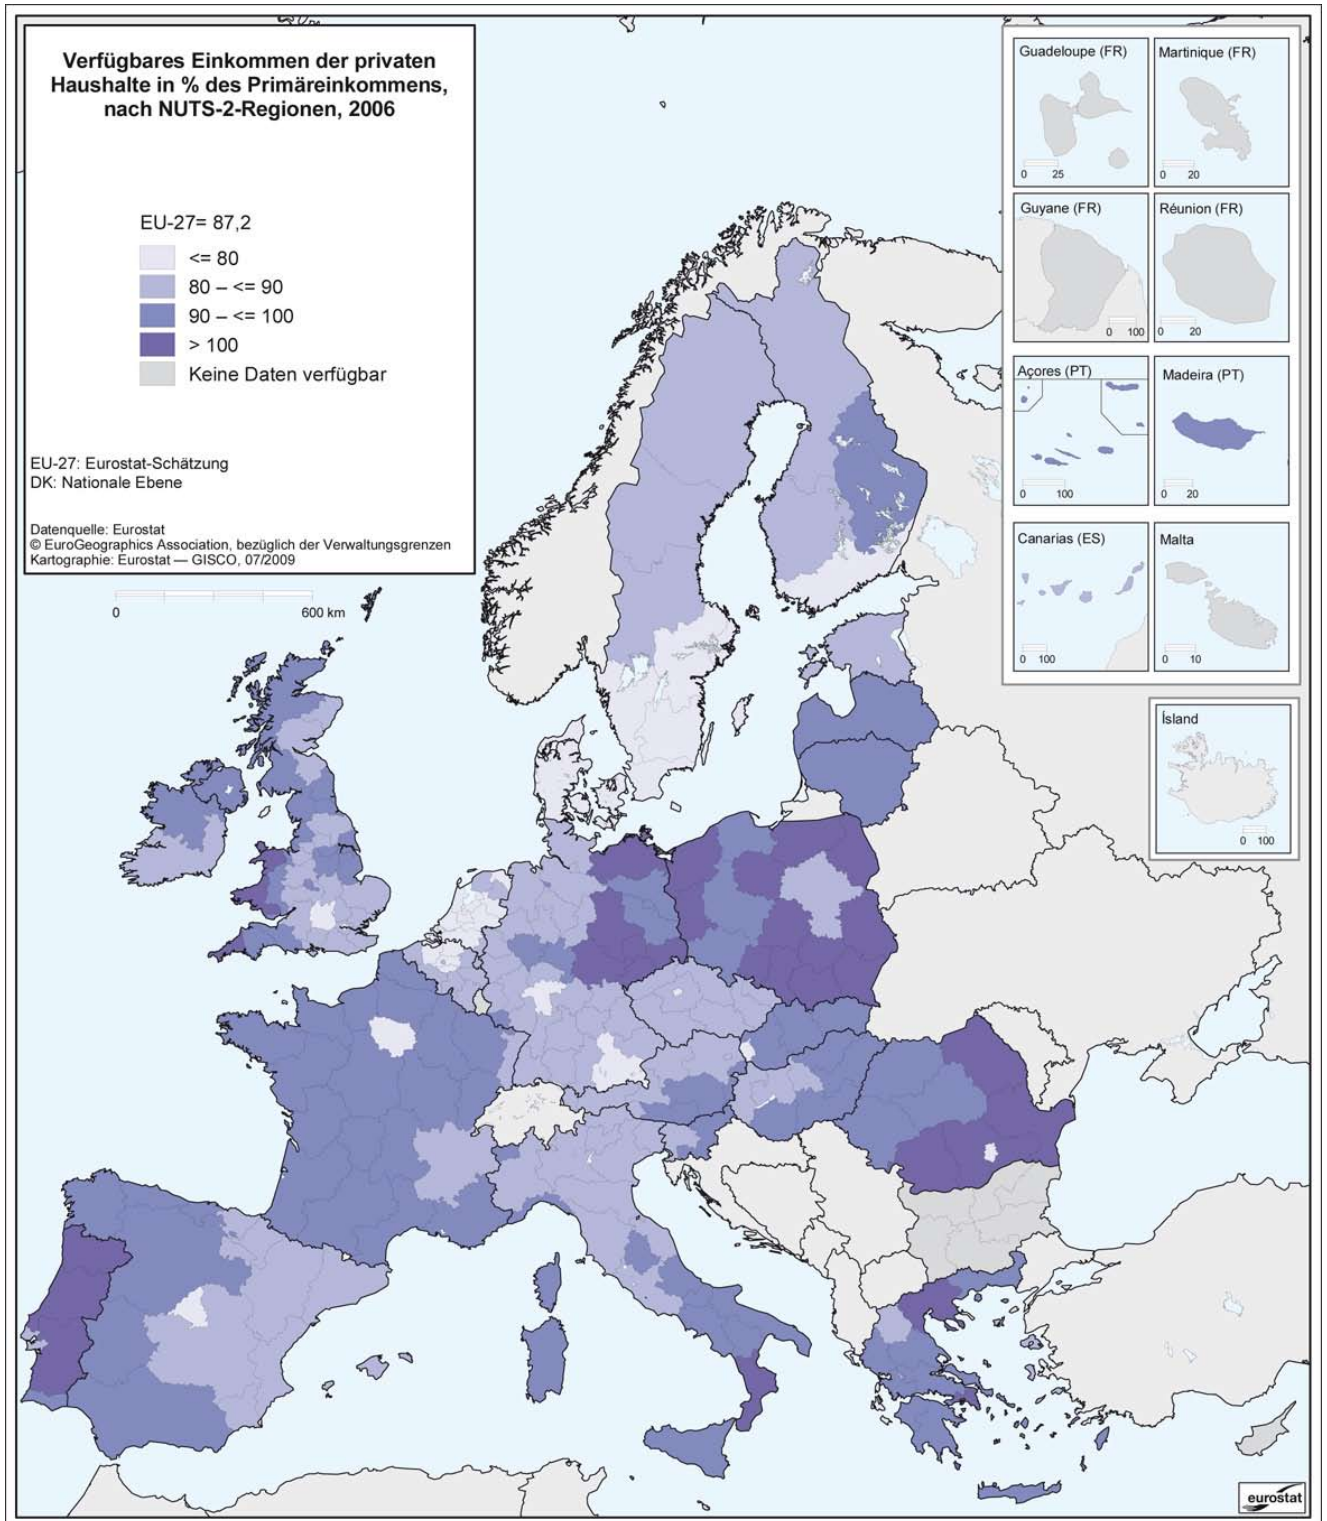 Verfügbares Einkommen der privaten
Haushalte in % des Primäreinkommens,
nach NUTS-2-Regionen, 2006
EU-27= 87,2
<= 80
80 – <= 90
90 – <= 100
> 100
Keine Daten verfügbar
EU-27: Eurostat-Schätzung
DK: Nationale Ebene
Datenquelle: Eurostat
© EuroGeographics Association, bezüglich der Verwaltungsgrenzen
Kartographie: Eurostat — GISCO, 07/2009
0 600 km
Guadeloupe (FR)
0 25
Martinique (FR)
0 20
Guyane (FR)
0 100
Réunion (FR)
0 20
Açores (PT)
0 100
Madeira (PT)
0 20
Canarias (ES)
0 100
Malta
0 10
Ísland
0 100
eurostat